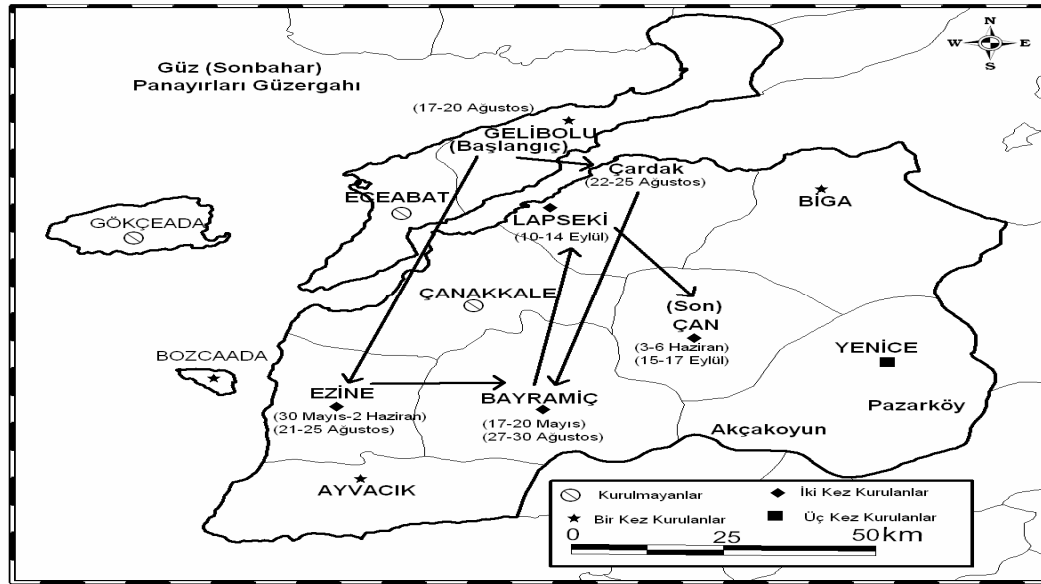 Güz (Sonbahar)
Panayırları Güzergahı
N
W E
S
(17-20 Ağustos)
GELİBOLU
(Başlangıç)
Çardak
(22-25 Ağustos)
ECEABAT
BİGA
LAPSEKİ
(10-14 Eylül)
GÖKÇEADA
ÇANAKKALE
(Son)
ÇAN
(3-6 Haziran)
(15-17 Eylül)
YENİCE
BOZCAADA
EZİNE
(30 Mayıs-2 Haziran)
(21-25 Ağustos)
BAYRAMİÇ
(17-20 Mayıs)
(27-30 Ağustos)
Pazarköy
Akçakoyun
AYVACIK
Kurulmayanlar
İki Kez Kurulanlar
Bir Kez Kurulanlar
Üç Kez Kurulanlar
0 25 50 km